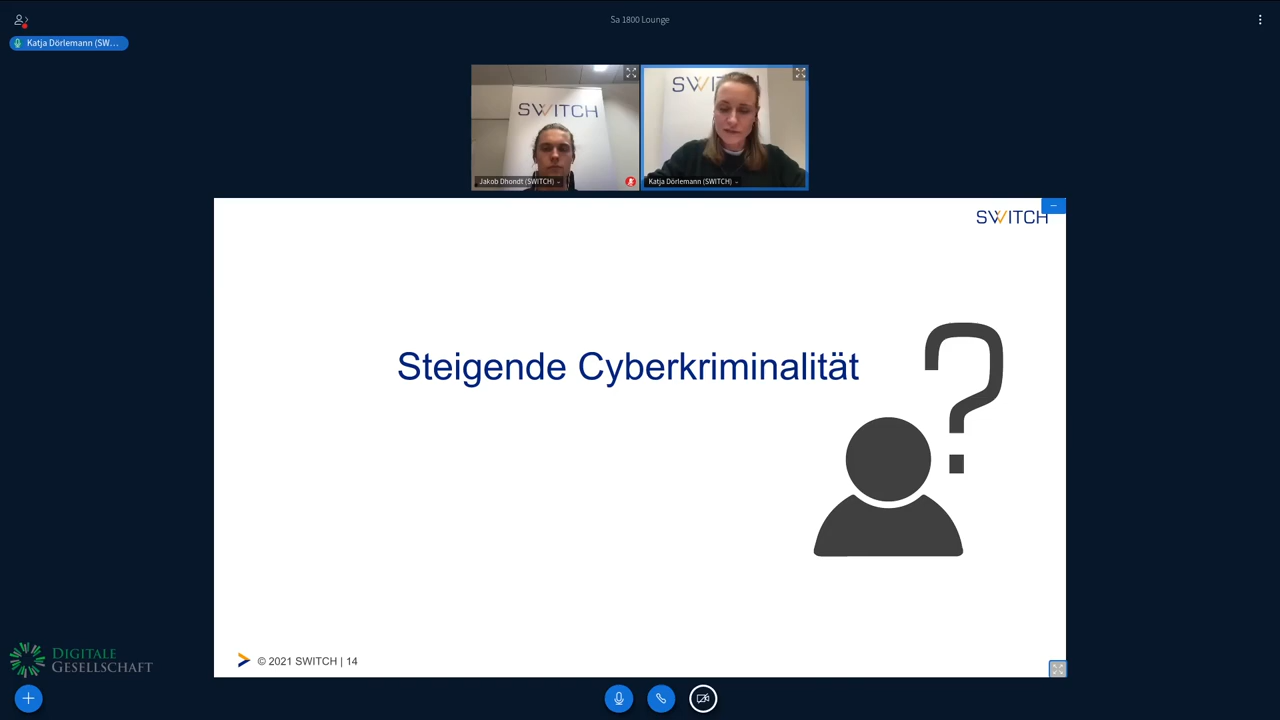 Sa 1800 Lounge
Katja Dörlemann (SW...
SWITCH
SWITCH
Jakob Dhondt (SWITCH)
Katja Dörlemann (SWITCH)
SWITCH
Steigende Cyberkriminalität
?
© 2021 SWITCH | 14
DIGITALE
GESELLSCHAFT